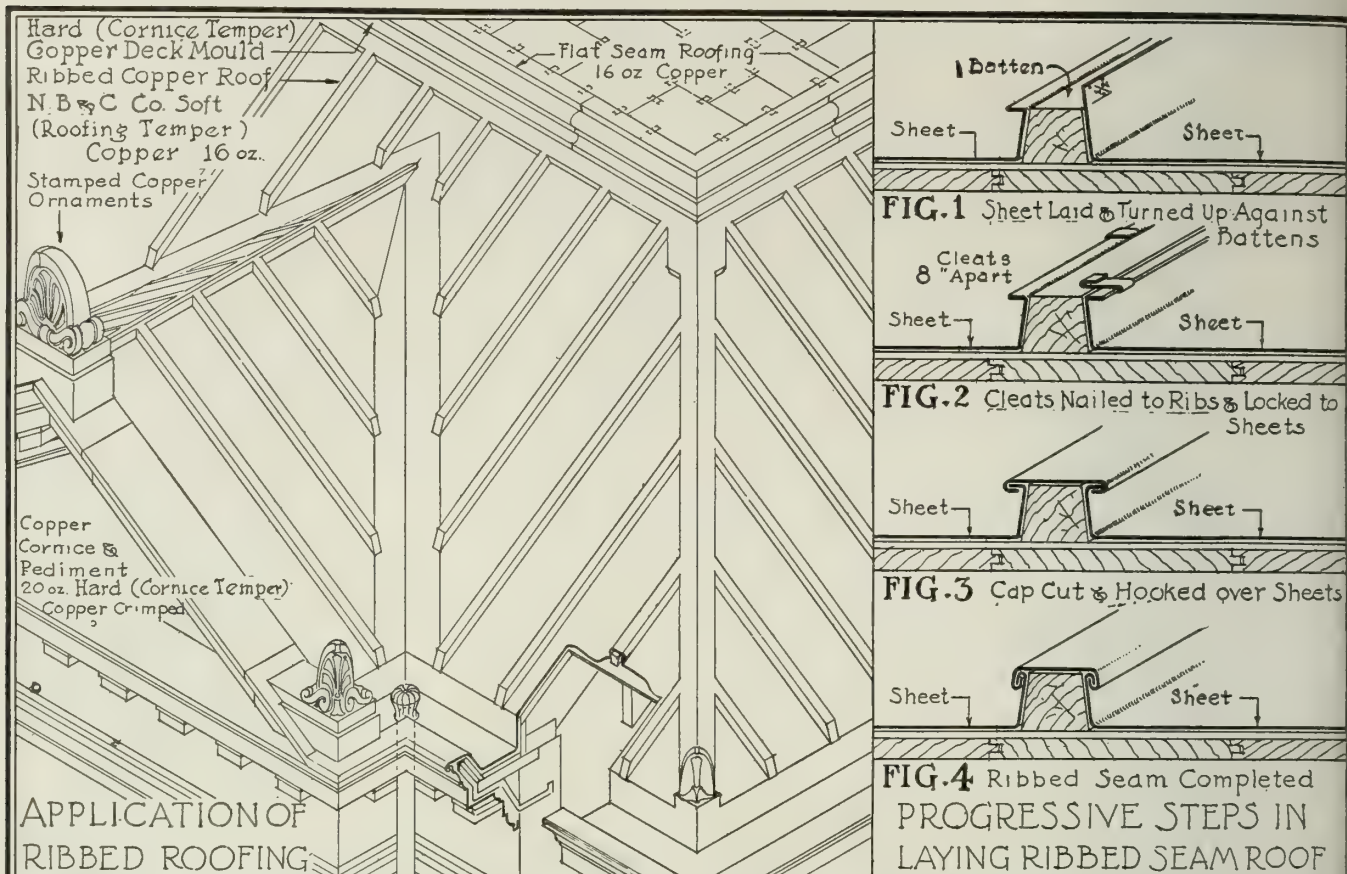 Hard (Cornice Temper)
Copper Deck Mould
Ribbed Copper Roof
N. B & C Co. Soft
(Roofing Temper)
Copper 16 oz.
Stamped Copper
Ornaments
Flat Seam Roofing
16 oz Copper
Copper
Cornice &
Pediment
20 oz. Hard (Cornice Temper)
Copper Crimped
APPLICATION OF
RIBBED ROOFING
Batten
Sheet
Sheet
FIG. 1 Sheet Laid & Turned Up Against
Battens
Cleats
8" Apart
Sheet
Sheet
FIG. 2 Cleats Nailed to Ribs & Locked to
Sheets
Sheet
Sheet
FIG. 3 Cap Cut & Hooked over Sheets
Sheet
Sheet
FIG. 4 Ribbed Seam Completed
PROGRESSIVE STEPS IN
LAYING RIBBED SEAM ROOF